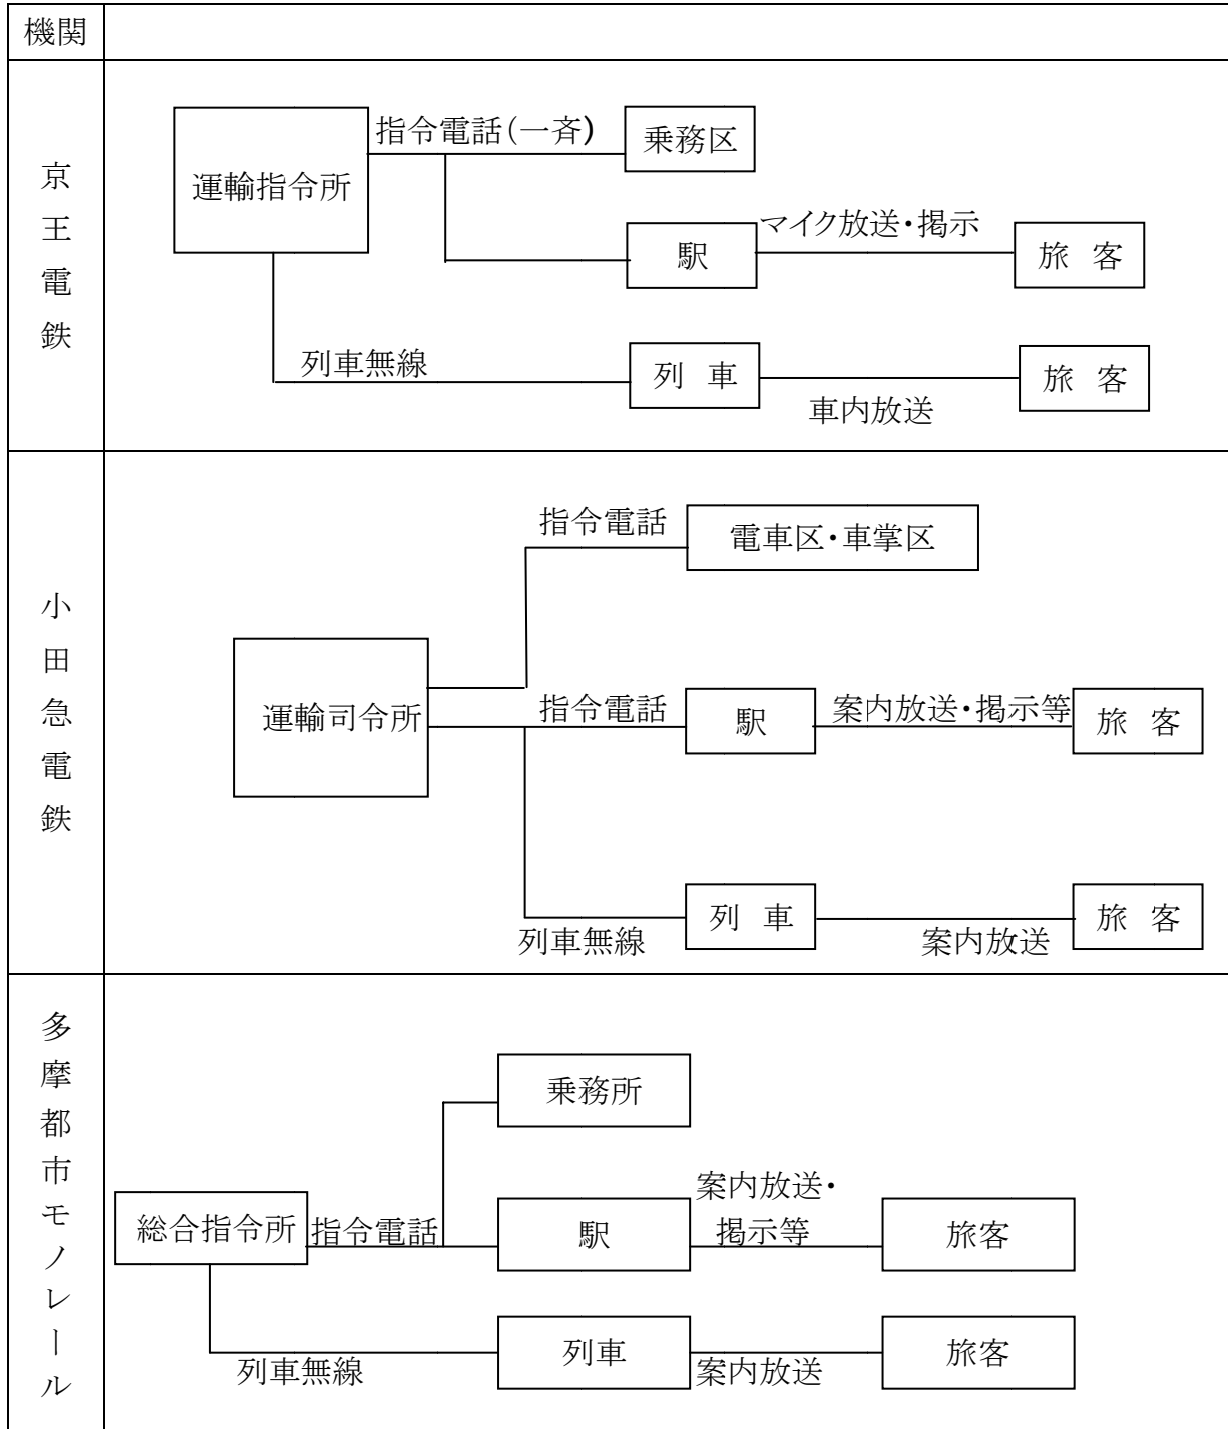 機関
京王電鉄
運輸指令所
指令電話(一斉)
乗務区
駅
マイク放送・掲示
旅 客
列車無線
列 車
車内放送
旅 客
小田急電鉄
運輸司令所
指令電話
電車区・車掌区
指令電話
駅
案内放送・掲示等
旅 客
列車無線
列 車
案内放送
旅 客
多摩都市モノレール
総合指令所
指令電話
乗務所
駅
案内放送・
掲示等
旅客
列車無線
列車
案内放送
旅客